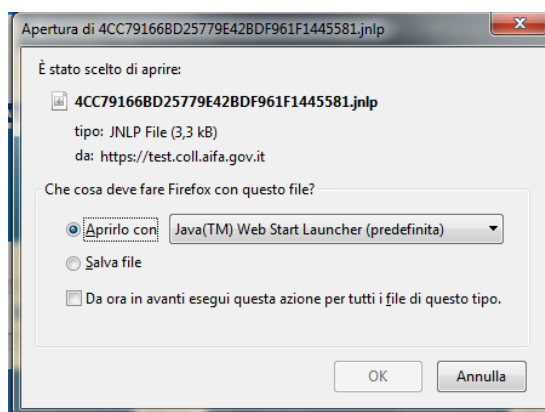 Apertura di 4CC79166BD25779E42BDF961F1445581.jnlp
x
È stato scelto di aprire:
4CC79166BD25779E42BDF961F1445581.jnlp
tipo: JNLP File (3,3 kB)
da: https://test.coll.aifa.gov.it
Che cosa deve fare Firefox con questo file?
Aprirlo con Java(TM) Web Start Launcher (predefinita)
Salva file
Da ora in avanti esegui questa azione per tutti i file di questo tipo.
OK Annulla